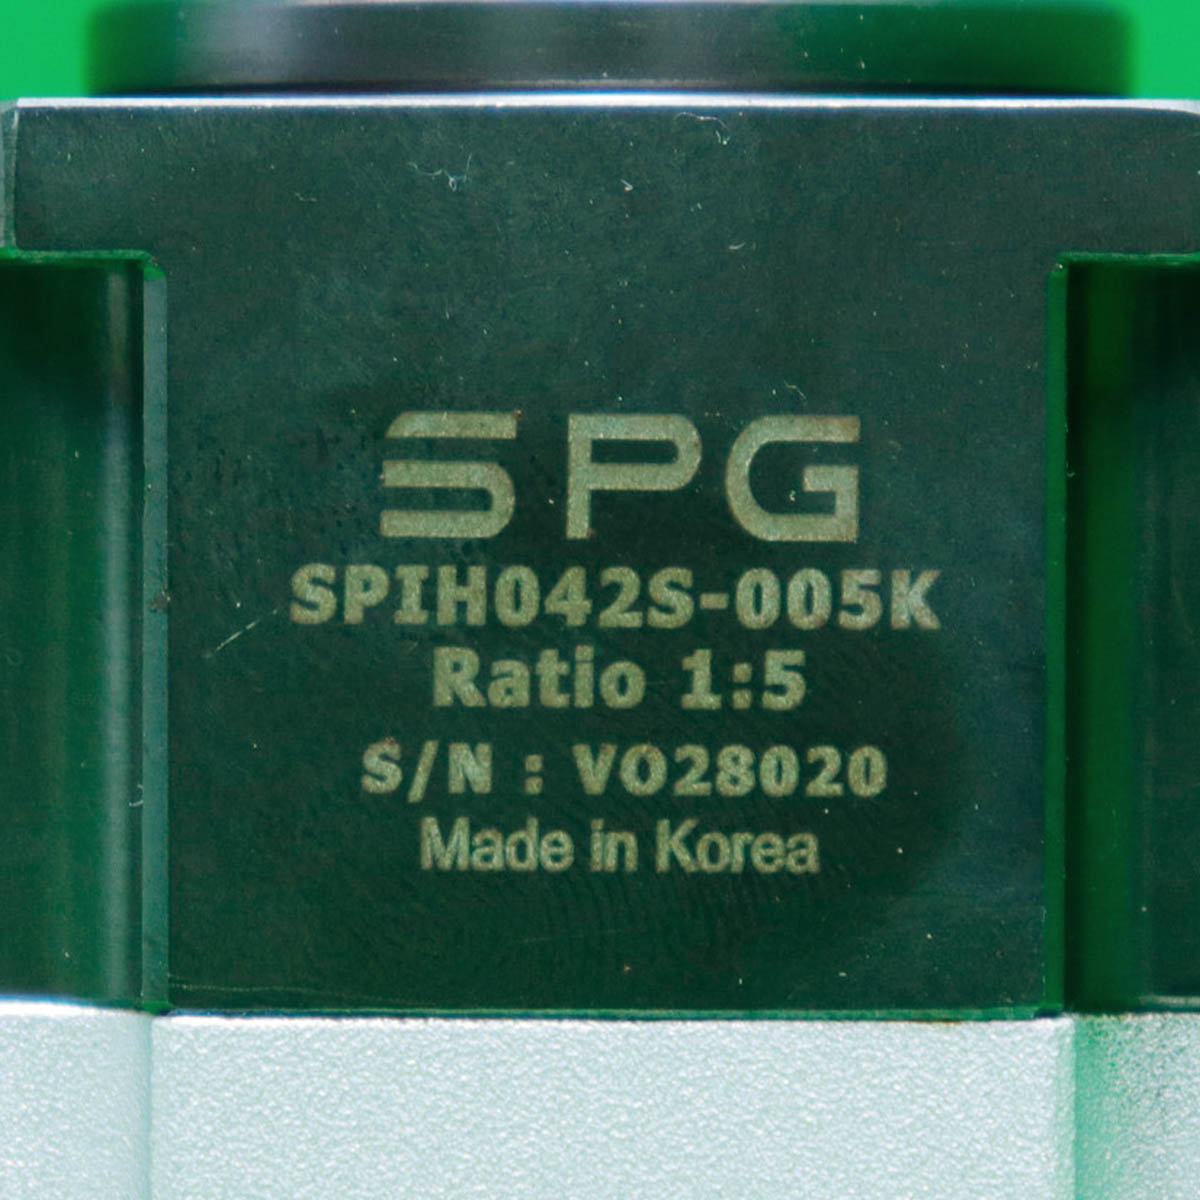 SPG
SPIH042S-005K
Ratio 1:5
S/N : VO28020
Made in Korea